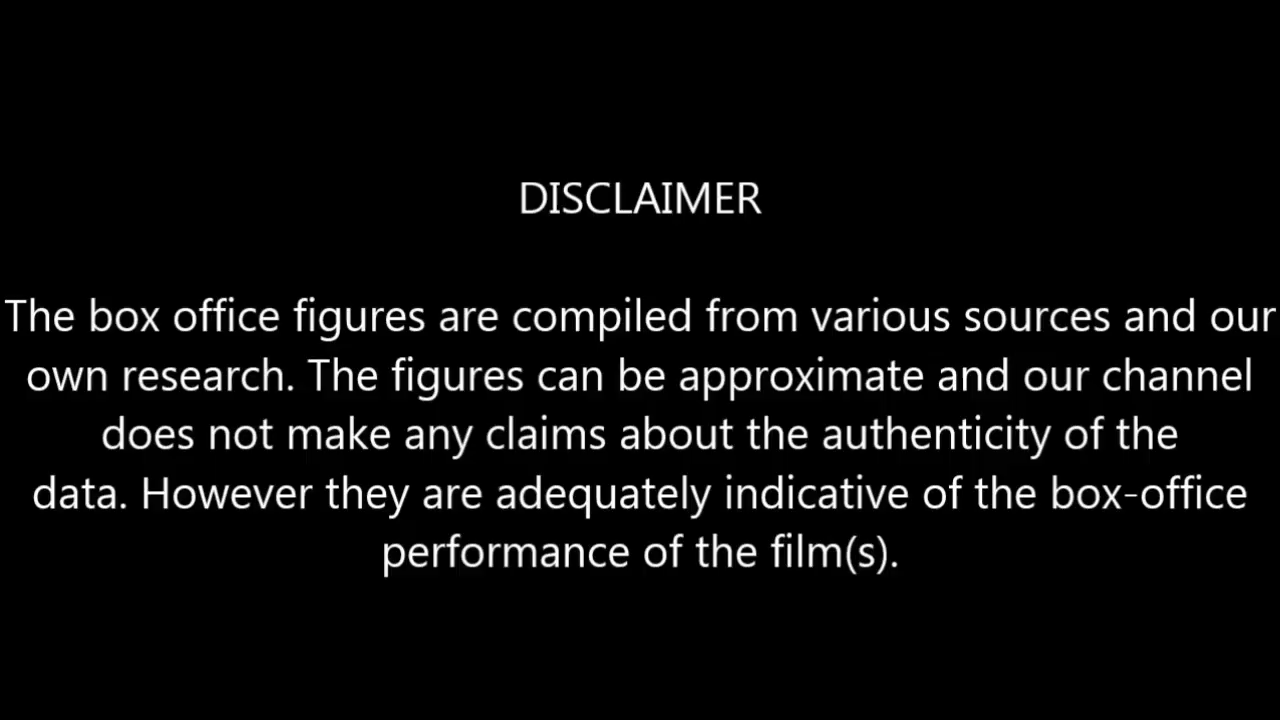 DISCLAIMER
The box office figures are compiled from various sources and our
own research. The figures can be approximate and our channel
does not make any claims about the authenticity of the
data. However they are adequately indicative of the box-office
performance of the film(s).